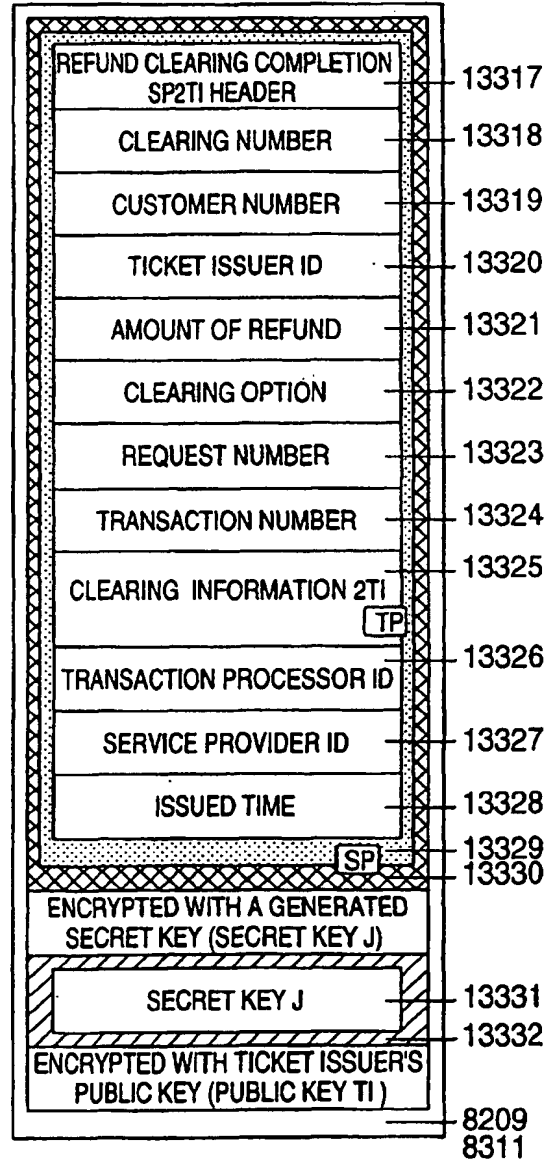 REFUND CLEARING COMPLETION
SP2TI HEADER
13317
CLEARING NUMBER
13318
CUSTOMER NUMBER
13319
TICKET ISSUER ID
13320
AMOUNT OF REFUND
13321
CLEARING OPTION
13322
REQUEST NUMBER
13323
TRANSACTION NUMBER
13324
13325
CLEARING INFORMATION 2TI
TP
13326
TRANSACTION PROCESSOR ID
SERVICE PROVIDER ID
13327
ISSUED TIME
13328
SP
13329
13330
ENCRYPTED WITH A GENERATED
SECRET KEY (SECRET KEY J)
SECRET KEY J
13331
13332
ENCRYPTED WITH TICKET ISSUER'S
PUBLIC KEY (PUBLIC KEY TI )
8209
8311